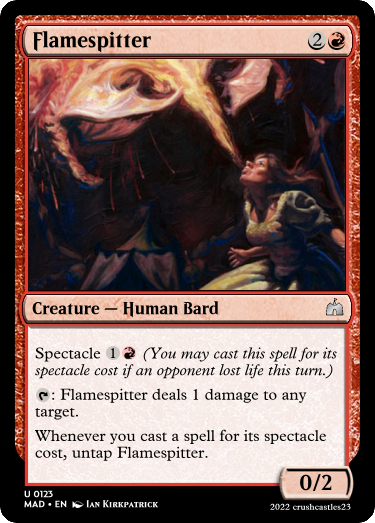 Flamespitter 2
Creature — Human Bard
Spectacle 1 (You may cast this spell for its
spectacle cost if an opponent lost life this turn.)
: Flamespitter deals 1 damage to any
target.
Whenever you cast a spell for its spectacle
cost, untap Flamespitter.
0/2
U 0123
MAD • EN Ian Kirkpatrick
2022 crushcastles23